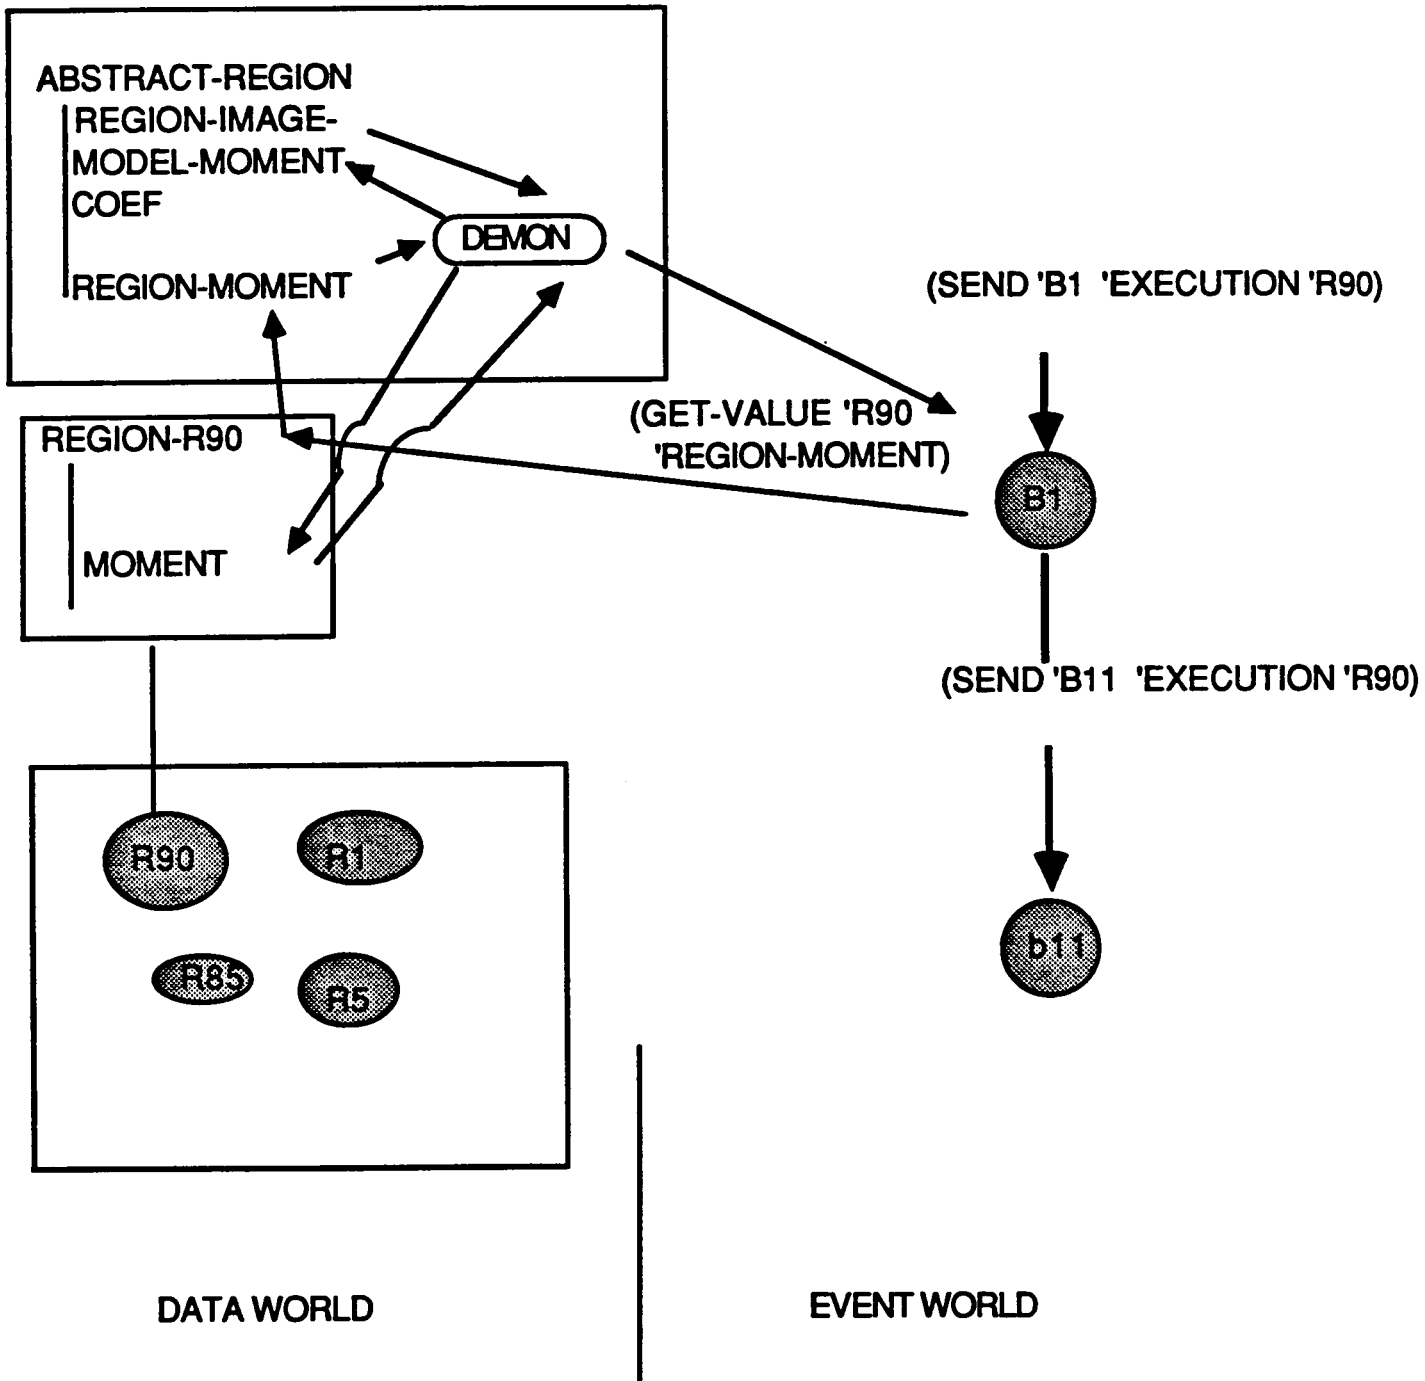 ABSTRACT-REGION
REGION-IMAGE-
MODEL-MOMENT
COEF
DEMON
REGION-MOMENT
(SEND 'B1 'EXECUTION 'R90)
(GET-VALUE 'R90
'REGION-MOMENT)
REGION-R90
MOMENT
B1
(SEND 'B11 'EXECUTION 'R90)
R90
R1
R85
R5
b11
DATA WORLD
EVENT WORLD